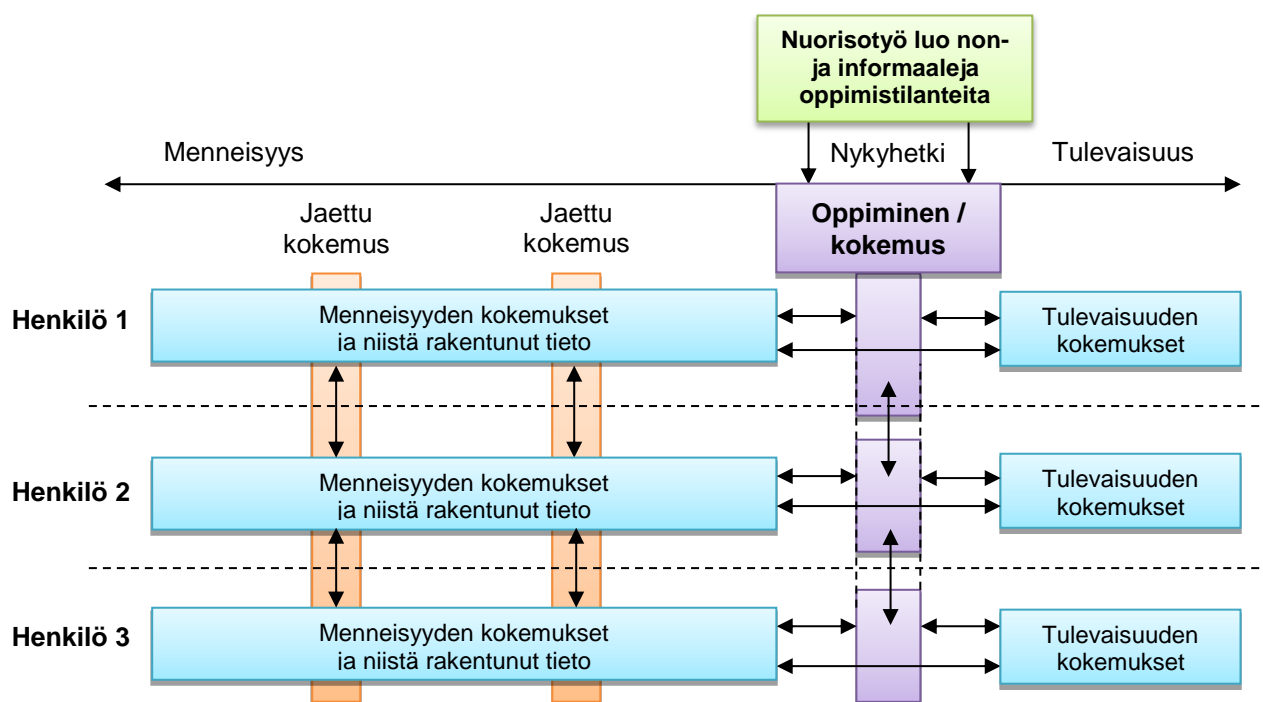 Nuorisotyö luo non-
ja informaaleja
oppimistilanteita
Menneisyys
Nykyhetki
Tulevaisuus
Jaettu
kokemus
Jaettu
kokemus
Oppiminen /
kokemus
Henkilö 1
Menneisyyden kokemukset
ja niistä rakentunut tieto
Tulevaisuuden
kokemukset
Henkilö 2
Menneisyyden kokemukset
ja niistä rakentunut tieto
Tulevaisuuden
kokemukset
Henkilö 3
Menneisyyden kokemukset
ja niistä rakentunut tieto
Tulevaisuuden
kokemukset